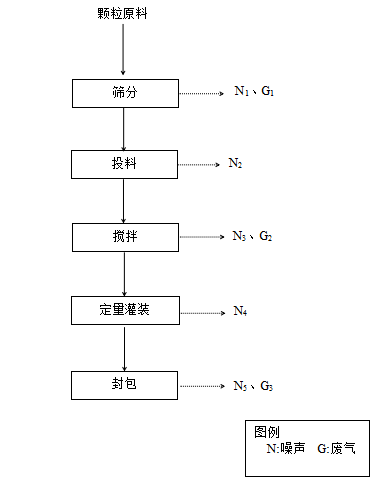 颗粒原料
筛分
N₁、G₁
投料
N₂
搅拌
N₃、G₂
定量灌装
N₄
封包
N₅、G₃
图例
N:噪声 G:废气